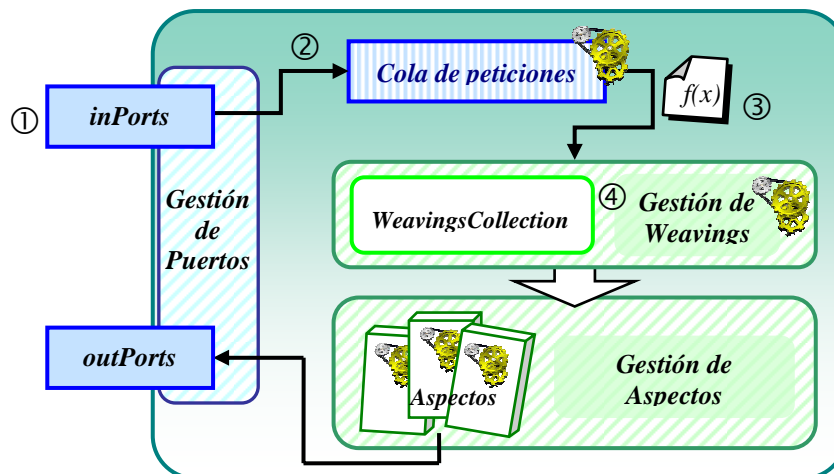 ①
inPorts
②
Cola de peticiones
f(x)
③
Gestión
de
Puertos
WeavingsCollection
④
Gestión de
Weavings
outPorts
Aspectos
Gestión de
Aspectos